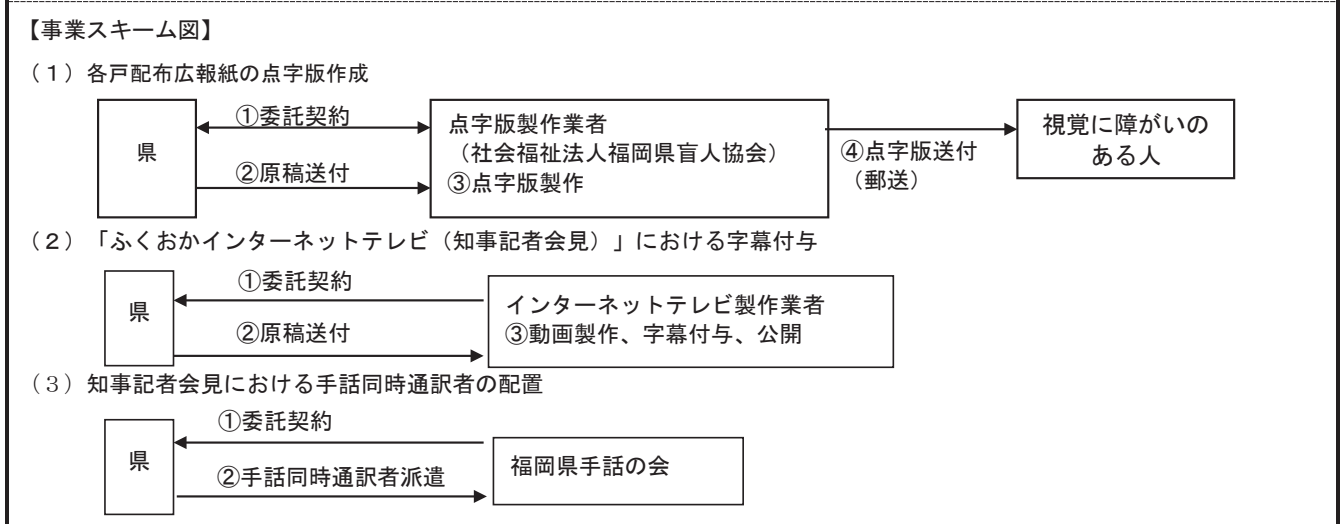 【事業スキーム図】
（１）各戸配布広報紙の点字版作成
県
①委託契約
②原稿送付
点字版製作業者
（社会福祉法人福岡県盲人協会）
③点字版製作
④点字版送付
（郵送）
視覚に障がいの
ある人
（２）「ふくおかインターネットテレビ（知事記者会見）」における字幕付与
県
①委託契約
②原稿送付
インターネットテレビ製作業者
③動画製作、字幕付与、公開
（３）知事記者会見における手話同時通訳者の配置
県
①委託契約
②手話同時通訳者派遣
福岡県手話の会